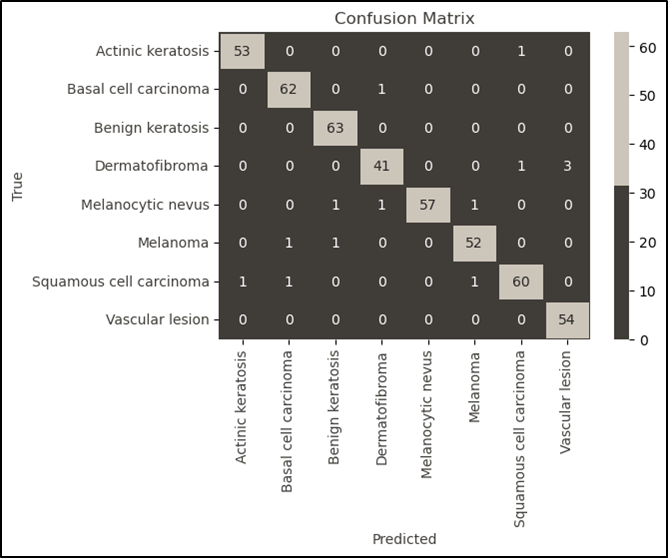 Confusion Matrix
True
Actinic keratosis 53 0 0 0 0 0 1 0
Basal cell carcinoma 0 62 0 1 0 0 0 0
Benign keratosis 0 0 63 0 0 0 0 0
Dermatofibroma 0 0 0 41 0 0 1 3
Melanocytic nevus 0 0 1 1 57 1 0 0
Melanoma 0 1 1 0 0 52 0 0
Squamous cell carcinoma 1 1 0 0 0 1 60 0
Vascular lesion 0 0 0 0 0 0 0 54
Actinic keratosis
Basal cell carcinoma
Benign keratosis
Dermatofibroma
Melanocytic nevus
Melanoma
Squamous cell carcinoma
Vascular lesion
Predicted
60
50
40
30
20
10
0